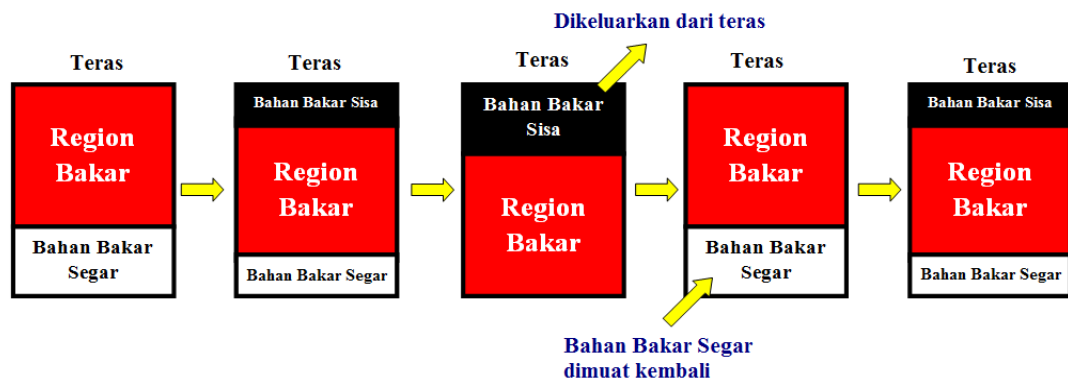 Dikeluarkan dari teras
Teras
Region
Bakar
Bahan Bakar
Segar
Teras
Bahan Bakar Sisa
Region
Bakar
Bahan Bakar Segar
Teras
Bahan Bakar
Sisa
Region
Bakar
Teras
Region
Bakar
Bahan Bakar
Segar
Teras
Bahan Bakar Sisa
Region
Bakar
Bahan Bakar Segar
Bahan Bakar Segar
dimuat kembali